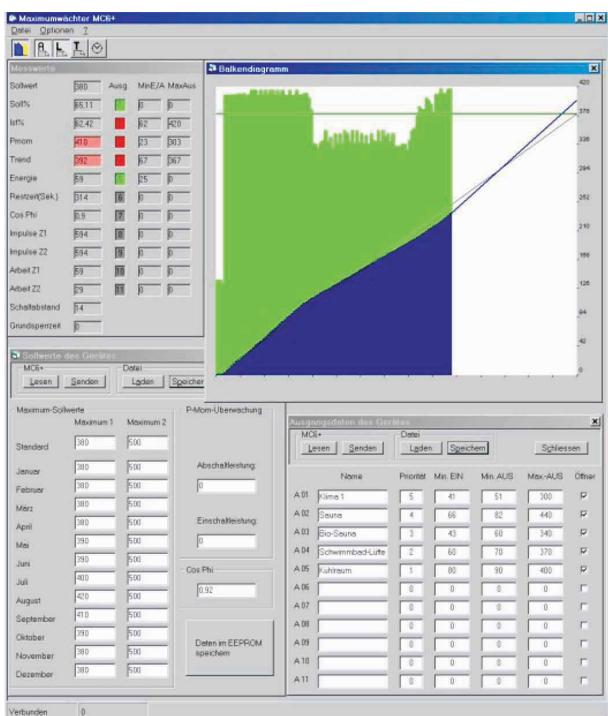 Maximumwächter MC6+
Datei Optionen ?
A L T
Messwerte
Sollwert 380 Ausg. MinE/A MaxAus
Soll% 65,11 0 0
Ist% 62,42 62 420
Pmom 410 23 303
Trend 392 67 367
Energie 59 25 0
Restzeit(Sek.) 314 6 0 0
Cos Phi 0,9 7 0 0
Impulse Z1 594 8 0 0
Impulse Z2 594 9 0 0
Arbeit Z1 59 10 0 0
Arbeit Z2 29 11 0 0
Schaltabstand 14
Grundsperrzeit 0
Balkendiagramm
420
378
336
294
252
210
168
126
84
42
0
Sollwerte des Gerätes
MC6+ Datei
Lesen Senden Laden Speicher
Maximum-Sollwerte
Maximum 1 Maximum 2
Standard 380 500
Januar 380 500
Februar 380 500
März 380 500
April 380 500
Mai 390 500
Juni 390 500
Juli 400 500
August 420 500
September 410 500
Oktober 390 500
November 380 500
Dezember 380 500
P-Mom-Überwachung
Abschaltleistung:
0
Einschaltleistung:
0
Cos Phi
0,92
Daten im EEPROM
speichern
Ausgangsdaten des Gerätes
MC6+ Datei
Lesen Senden Laden Speichern Schliessen
Name Priorität Min. EIN Min. AUS Max.-AUS Öffner
A 01 Klima 1 5 41 51 300
A 02 Sauna 4 66 82 440
A 03 Bio-Sauna 3 43 60 340
A 04 Schwimmbad-Lüfte 2 60 70 370
A 05 Kühlraum 1 80 90 400
A 06 0 0 0
A 07 0 0 0
A 08 0 0 0
A 09 0 0 0
A 10 0 0 0
A 11 0 0 0
Verbunden 0